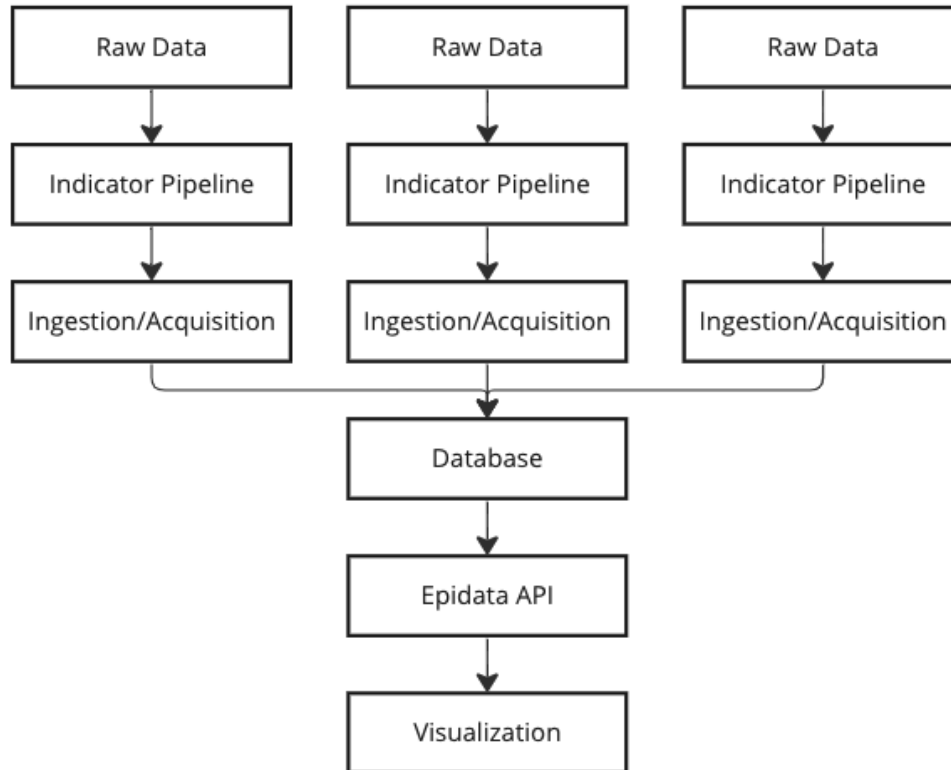 Raw Data
Raw Data
Raw Data
Indicator Pipeline
Indicator Pipeline
Indicator Pipeline
Ingestion/Acquisition
Ingestion/Acquisition
Ingestion/Acquisition
Database
Epidata API
Visualization